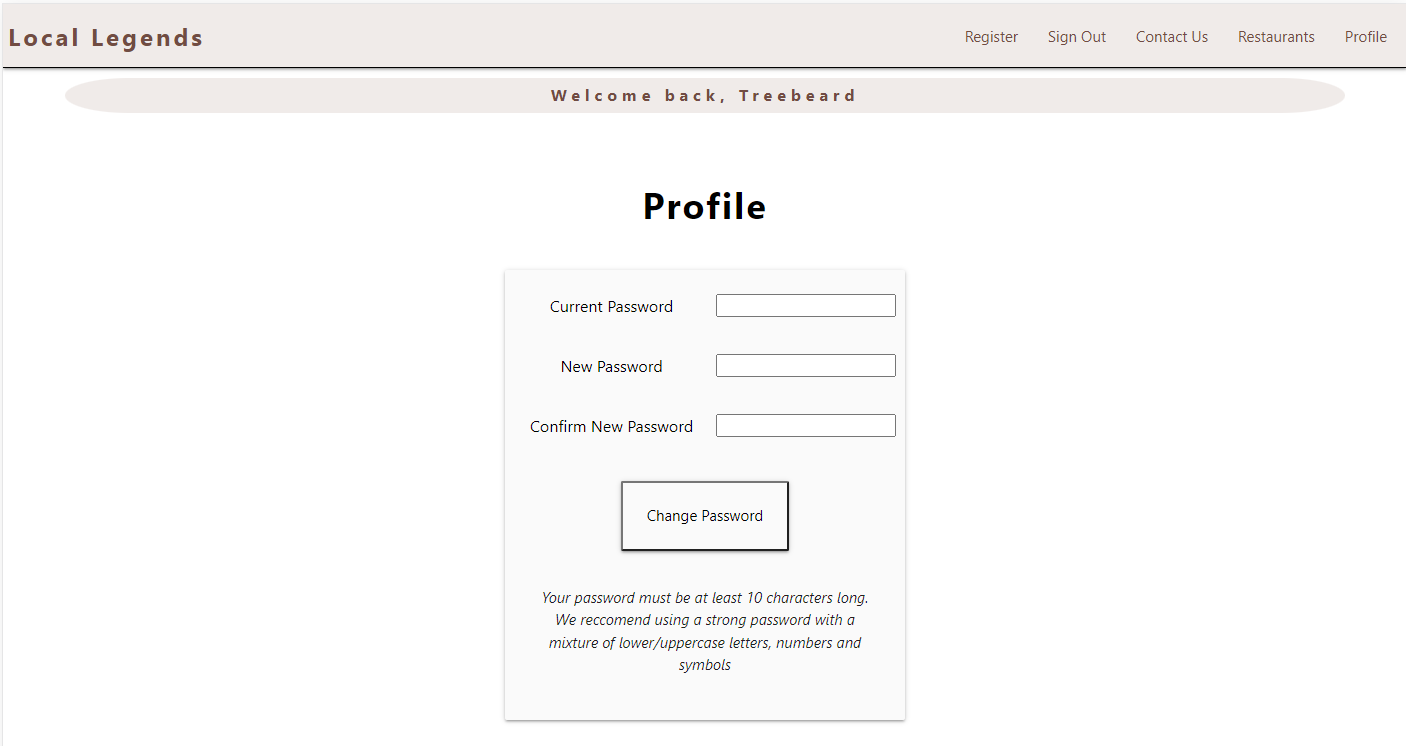 Local Legends
Register Sign Out Contact Us Restaurants Profile
Welcome back, Treebeard
Profile
Current Password
New Password
Confirm New Password
Change Password
Your password must be at least 10 characters long.
We reccomend using a strong password with a
mixture of lower/uppercase letters, numbers and
symbols